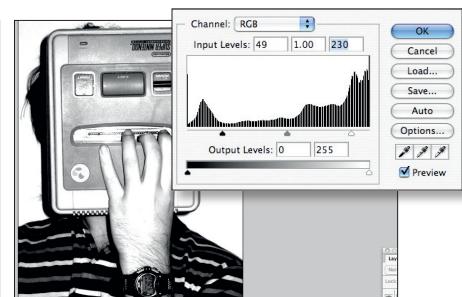 Channel: RGB
OK
Input Levels: 49 1.00 230
Cancel
Load...
Save...
Auto
Output Levels: 0 255
Options...
Preview
Lay